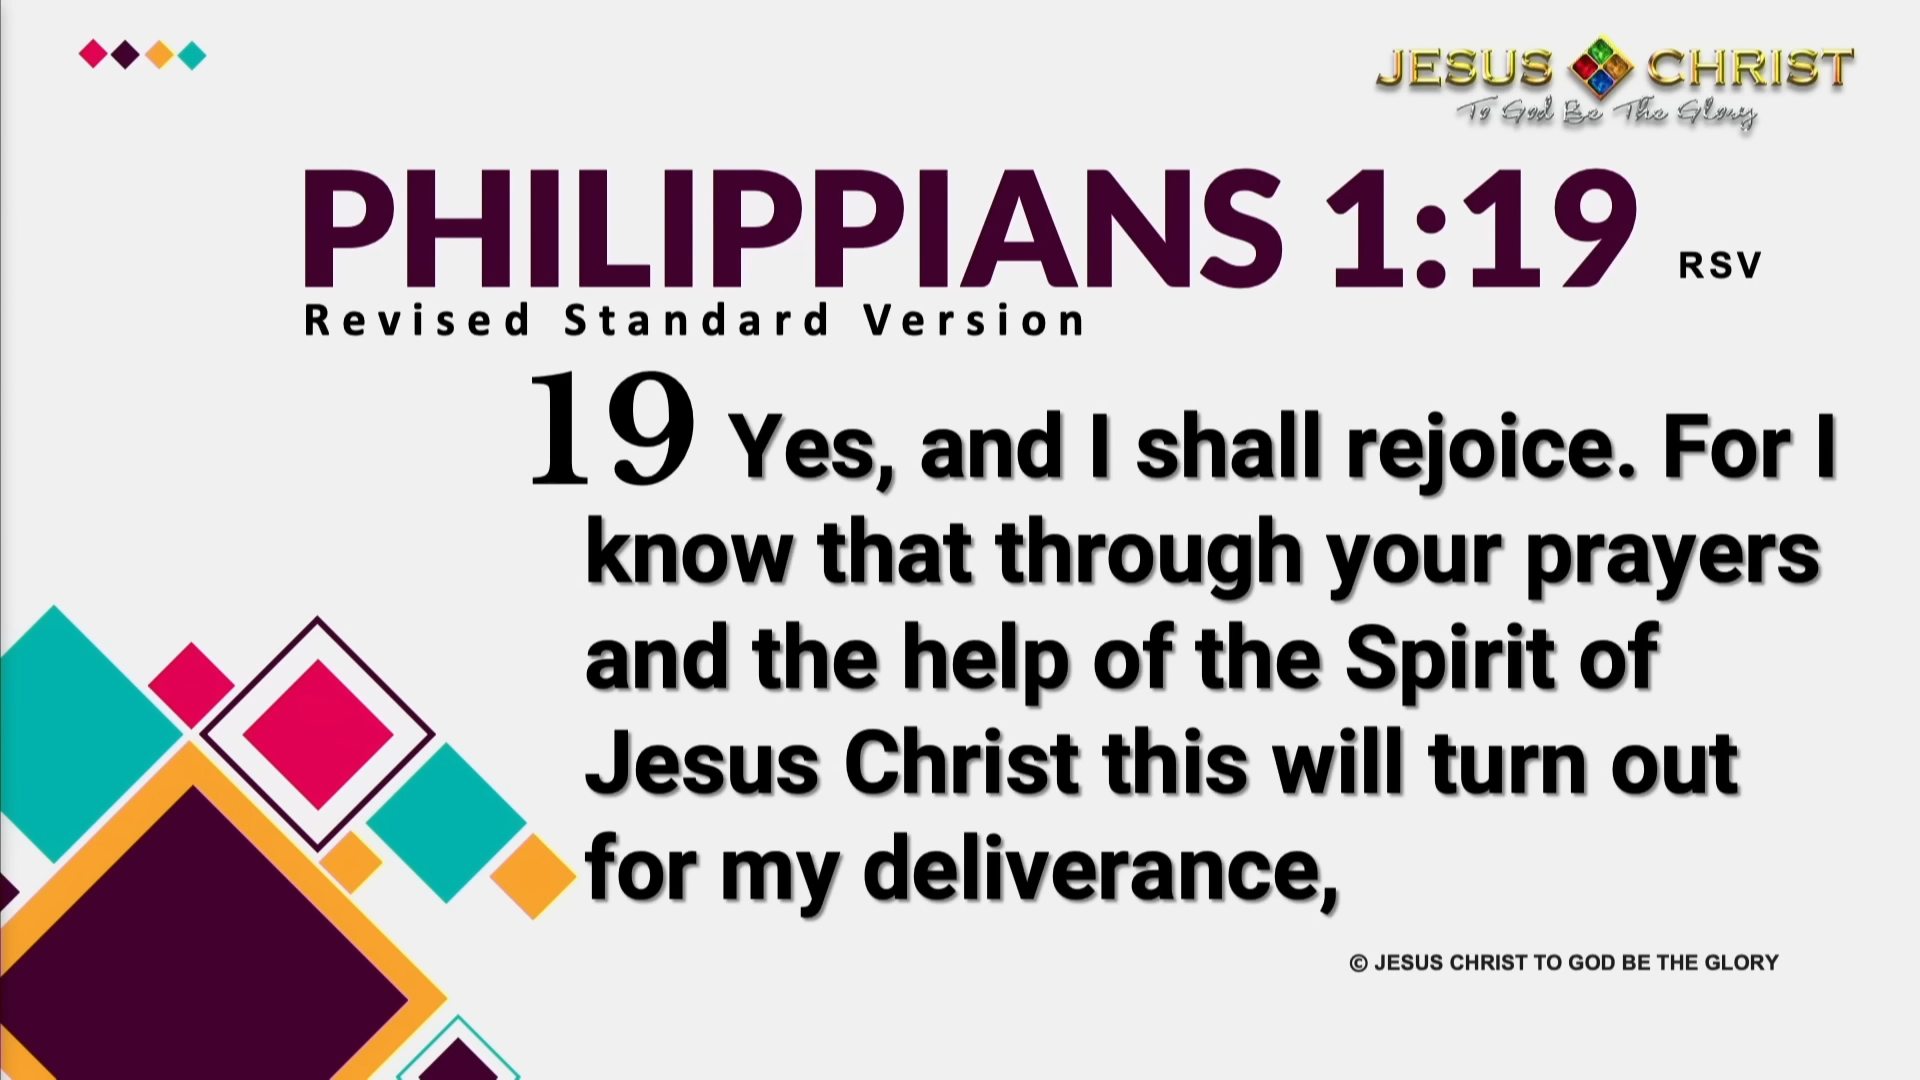 JESUS CHRIST
To God Be The Glory
PHILIPPIANS 1:19 RSV
Revised Standard Version
19 Yes, and I shall rejoice. For I
know that through your prayers
and the help of the Spirit of
Jesus Christ this will turn out
for my deliverance,
© JESUS CHRIST TO GOD BE THE GLORY